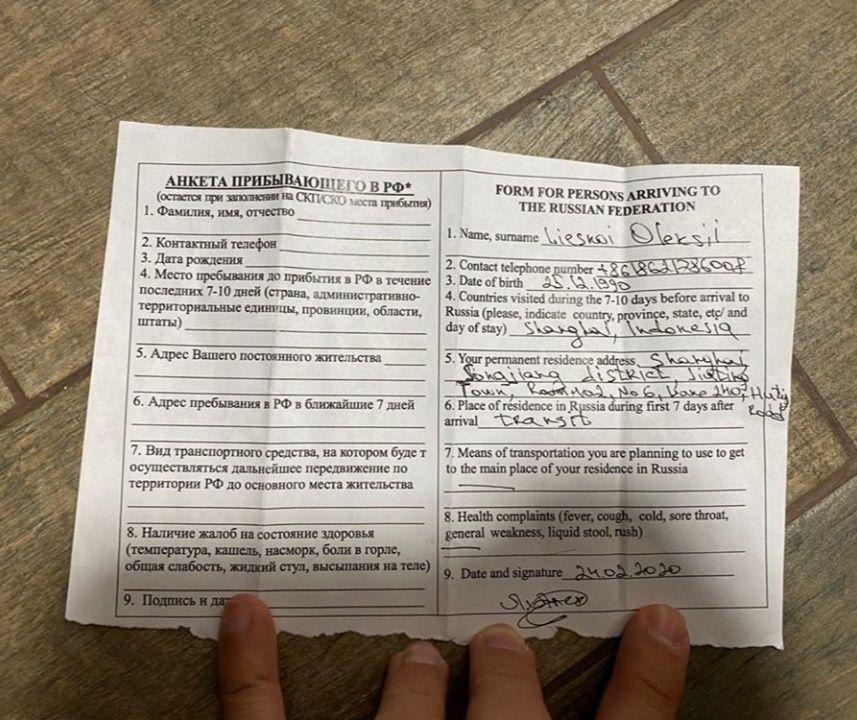 АНКЕТА ПРИБЫВАЮЩЕГО В РФ*
(остается при заполнении на СКП/СКО места прибытия)
1. Фамилия, имя, отчество
2. Контактный телефон
3. Дата рождения
4. Место пребывания до прибытия в РФ в течение
последних 7-10 дней (страна, административно-
территориальные единицы, провинции, области,
штаты)
5. Адрес Вашего постоянного жительства
6. Адрес пребывания в РФ в ближайшие 7 дней
7. Вид транспортного средства, на котором буде т
осуществляться дальнейшее передвижение по
территории РФ до основного места жительства
8. Наличие жалоб на состояние здоровья
(температура, кашель, насморк, боли в горле,
общая слабость, жидкий стул, высыпания на теле)
9. Подпись и
FORM FOR PERSONS ARRIVING TO
THE RUSSIAN FEDERATION
1. Name, surname Lieskoi Oleksii
2. Contact telephone number
3. Date of birth 25.12.1990
4. Countries visited during the 7-10 days before arrival to
Russia (please, indicate country, province, state, etc/ and
day of stay) Shanghai, Indonesia
5. Your permanent residence address Shanghai
Songjiang district Jiuting
Town, Room 102, No 6, Lane 240,
Road
6. Place of residence in Russia during first 7 days after
arrival transit
7. Means of transportation you are planning to use to get
to the main place of your residence in Russia
8. Health complaints (fever, cough, cold, sore throat,
general weakness, liquid stool, rush)
9. Date and signature 24.02.2020